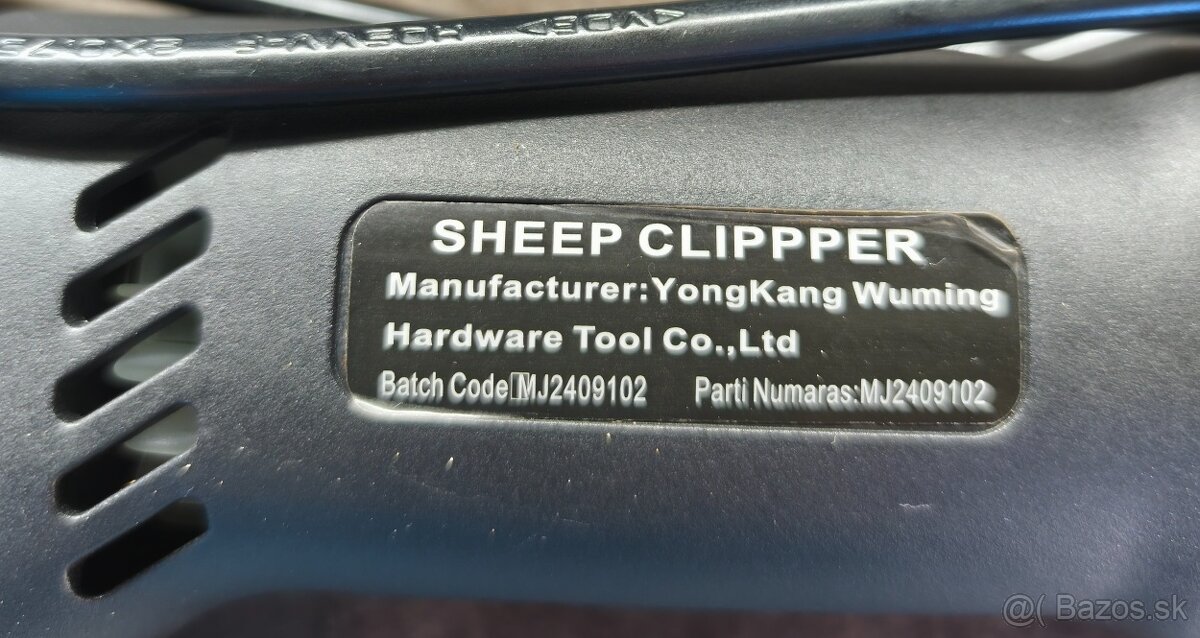 SHEEP CLIPPPER
Manufacturer:YongKang Wuming
Hardware Tool Co.,Ltd
Batch Code▯MJ2409102 Parti Numaras:MJ2409102
@( Bazos.sk